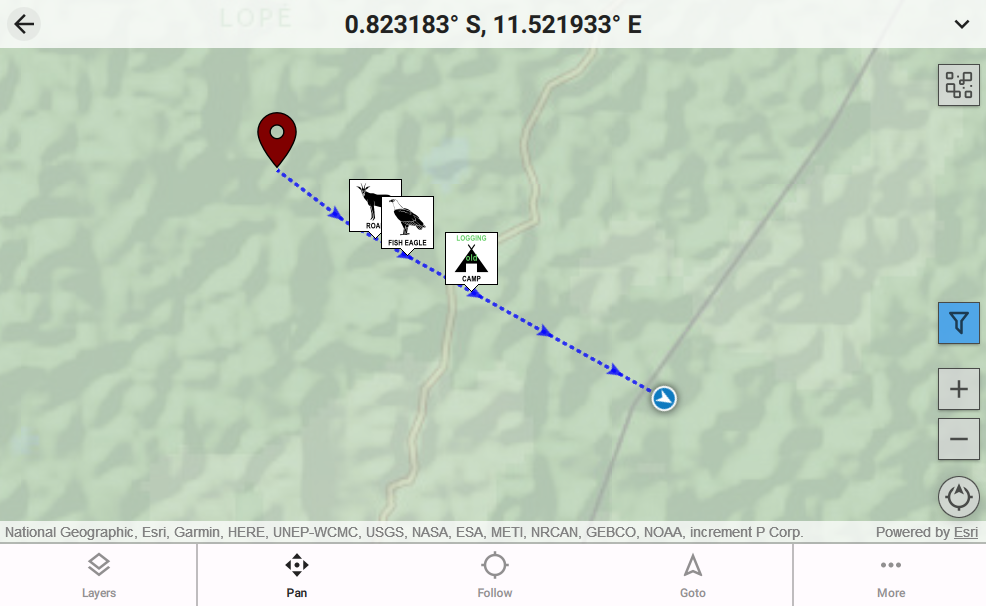 LOPÉ
0.823183° S, 11.521933° E
ROA
FISH EAGLE
LOGGING
old
CAMP
National Geographic, Esri, Garmin, HERE, UNEP-WCMC, USGS, NASA, ESA, METI, NRCAN, GEBCO, NOAA, increment P Corp.
Powered by Esri
Layers
Pan
Follow
Goto
More